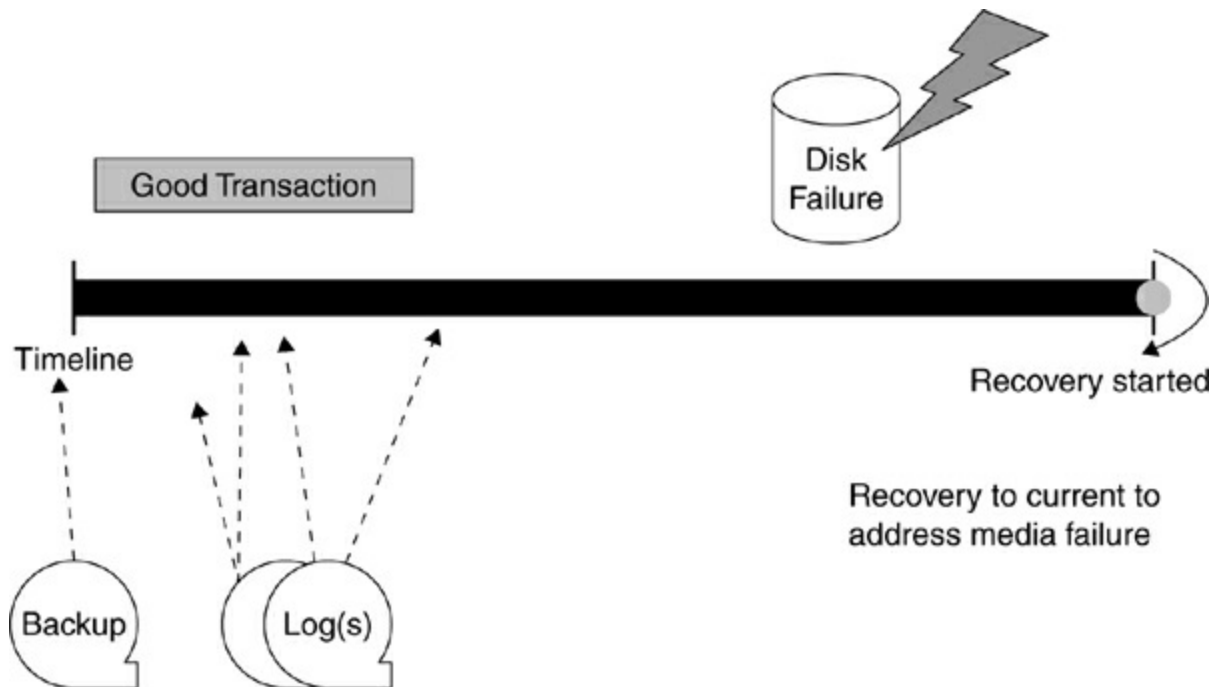 Disk
Failure
Good Transaction
Timeline
Recovery started
Recovery to current to
address media failure
Backup
Log(s)